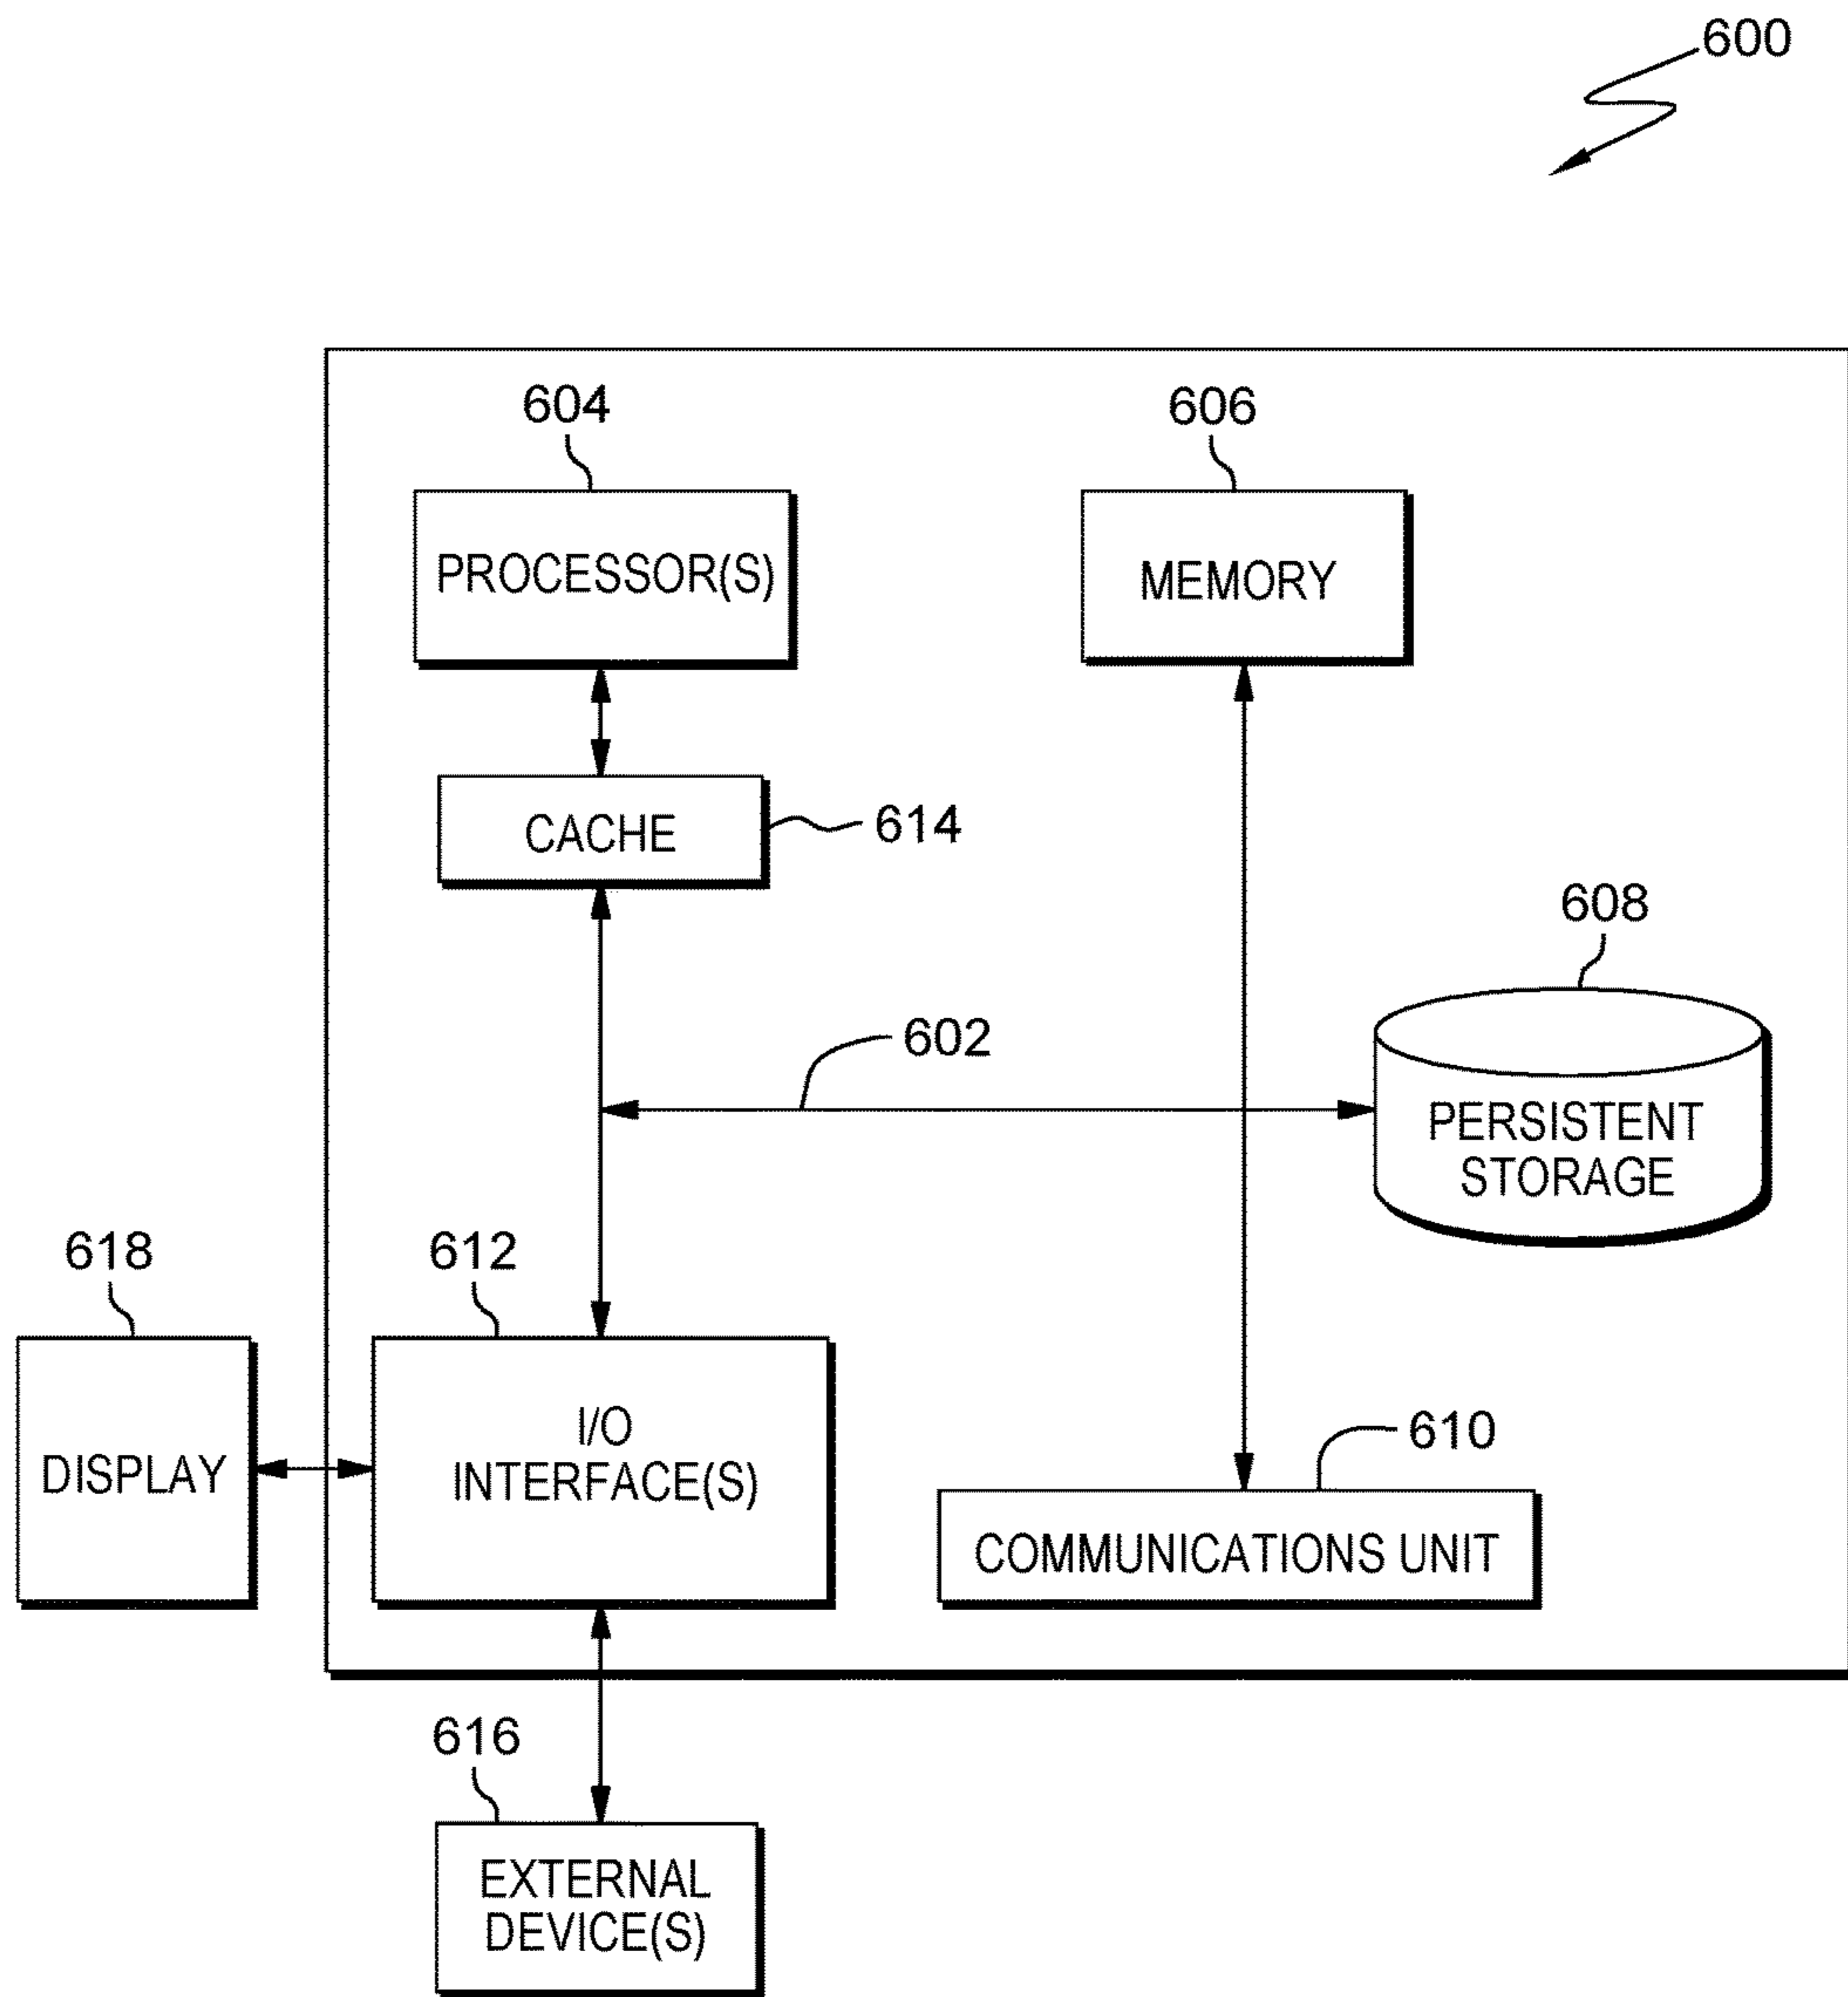 600
604
606
PROCESSOR(S)
MEMORY
CACHE
614
608
602
PERSISTENT
STORAGE
618
612
I/O
INTERFACE(S)
DISPLAY
610
COMMUNICATIONS UNIT
616
EXTERNAL
DEVICE(S)